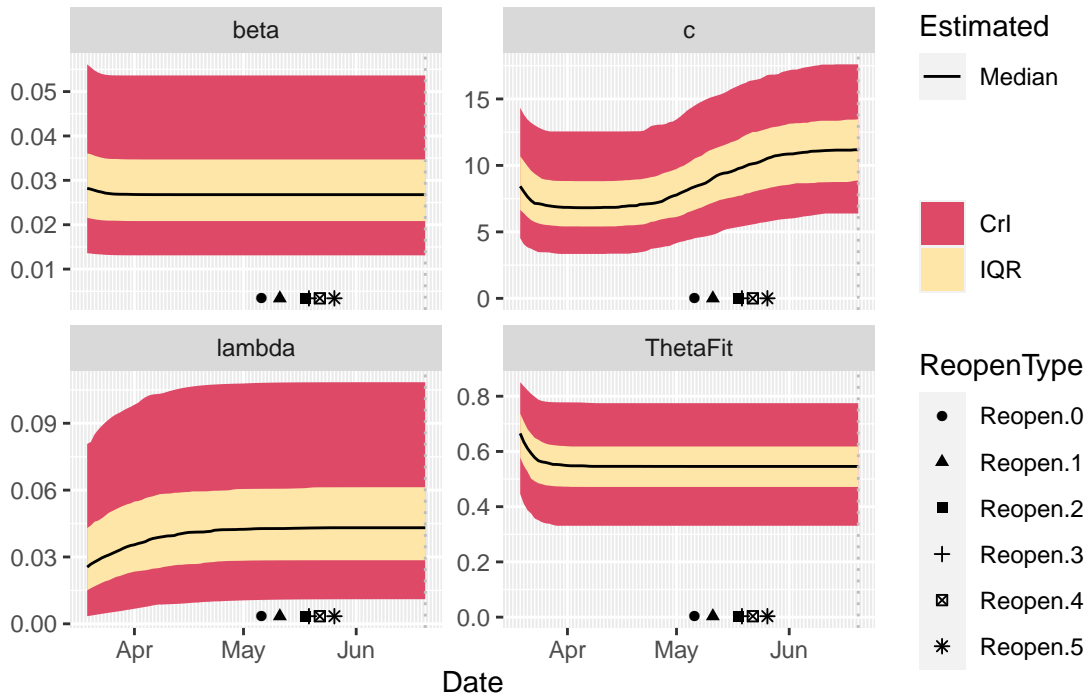 beta
c
0.05
0.04
0.03
0.02
0.01
15
10
5
0
lambda
ThetaFit
0.09
0.06
0.03
0.00
0.8
0.6
0.4
0.2
0.0
Apr May Jun
Apr May Jun
Date
Estimated
Median
CrI
IQR
ReopenType
Reopen.0
Reopen.1
Reopen.2
Reopen.3
Reopen.4
Reopen.5